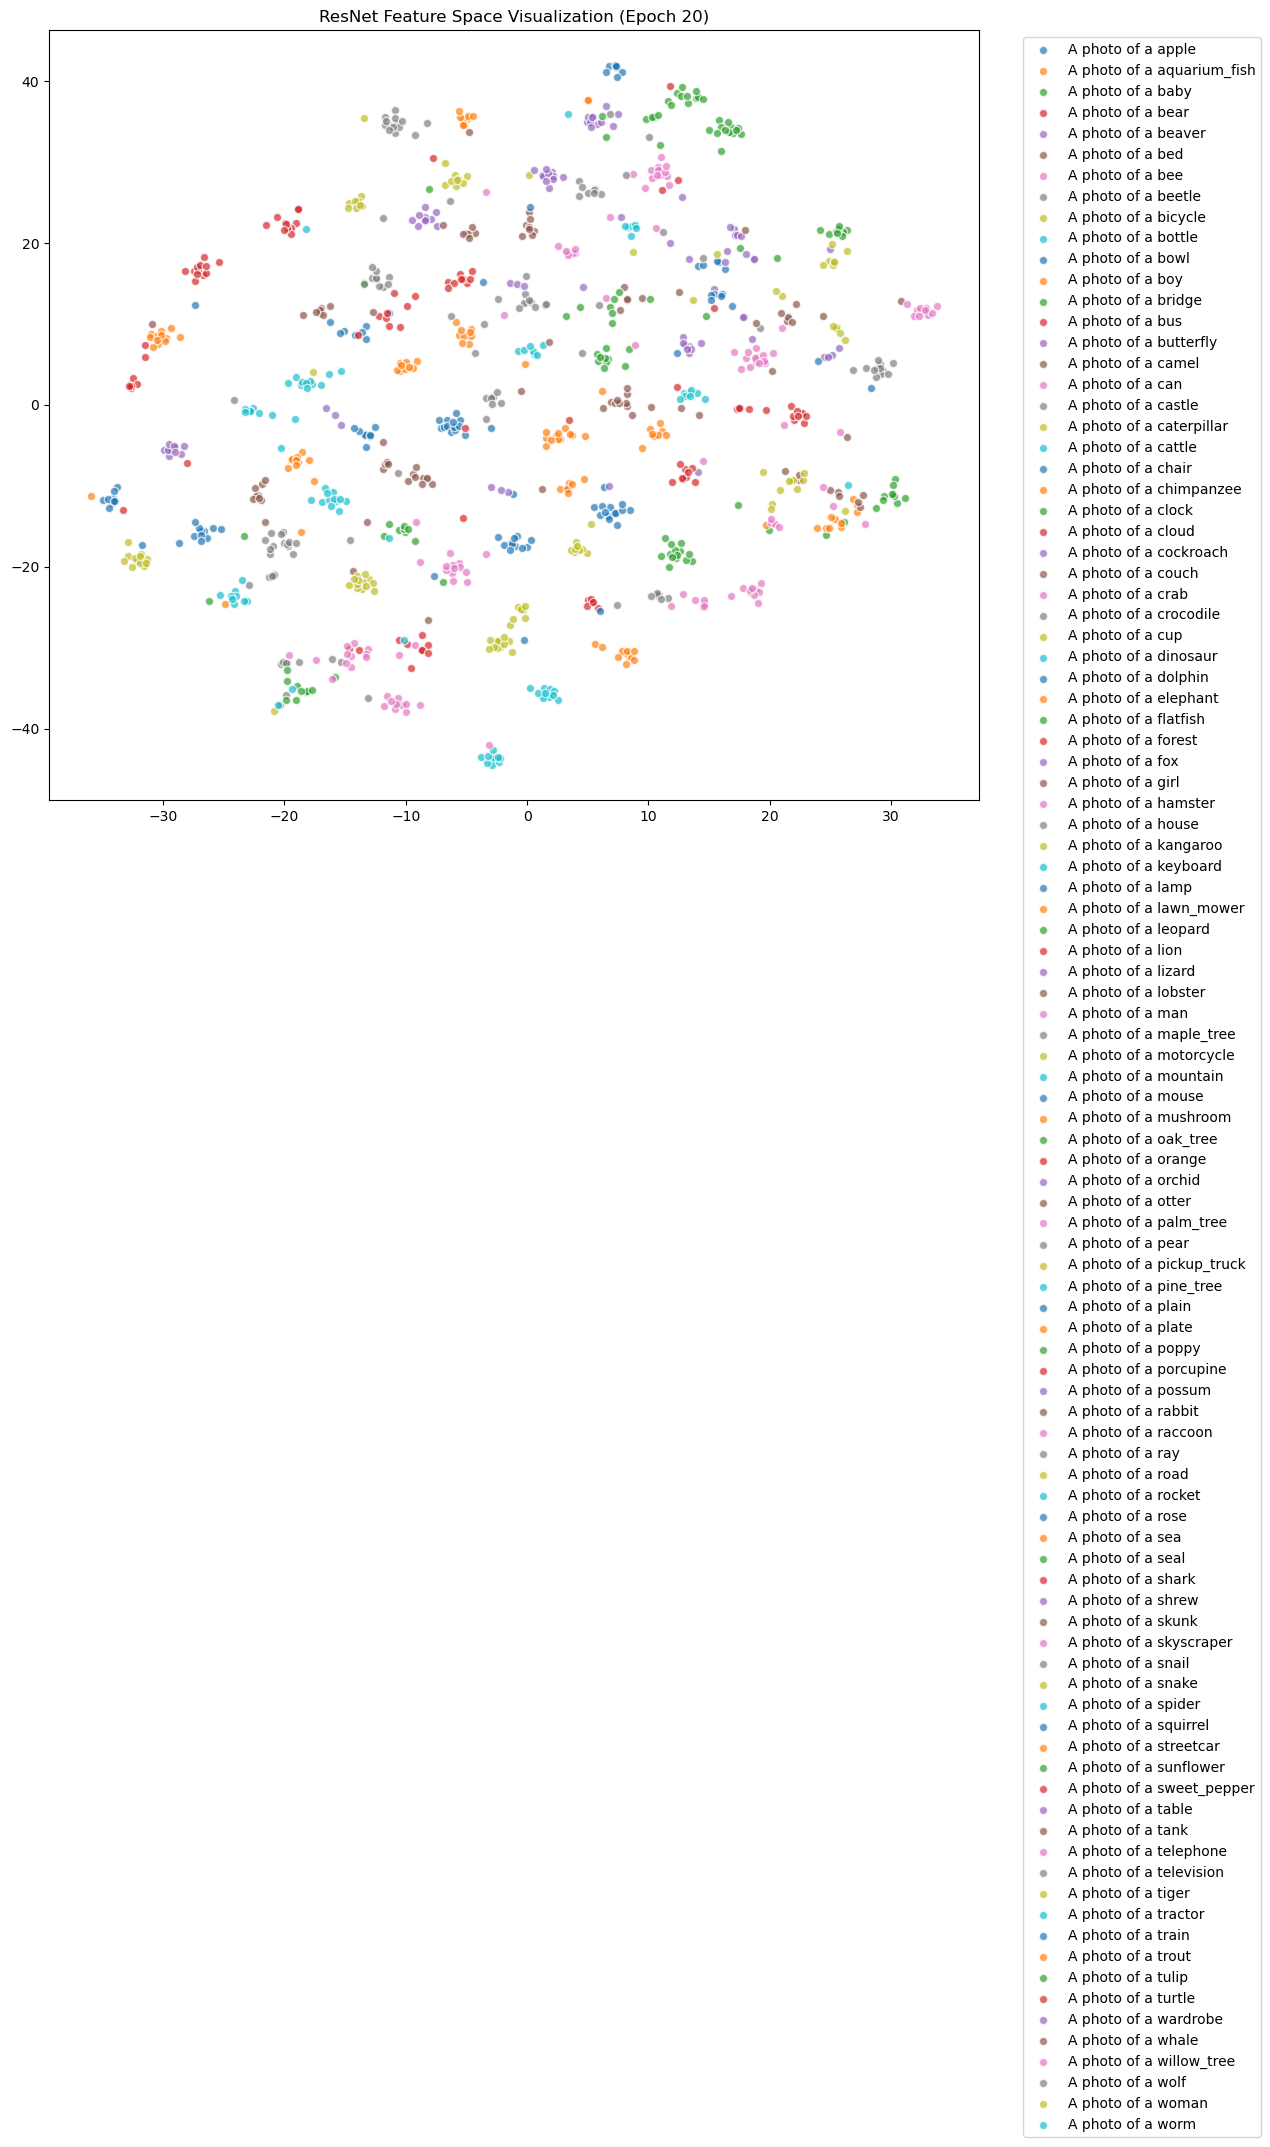 ResNet Feature Space Visualization (Epoch 20)
40
20
0
−20
−40
−30
−20
−10
0
10
20
30
A photo of a apple
A photo of a aquarium_fish
A photo of a baby
A photo of a bear
A photo of a beaver
A photo of a bed
A photo of a bee
A photo of a beetle
A photo of a bicycle
A photo of a bottle
A photo of a bowl
A photo of a boy
A photo of a bridge
A photo of a bus
A photo of a butterfly
A photo of a camel
A photo of a can
A photo of a castle
A photo of a caterpillar
A photo of a cattle
A photo of a chair
A photo of a chimpanzee
A photo of a clock
A photo of a cloud
A photo of a cockroach
A photo of a couch
A photo of a crab
A photo of a crocodile
A photo of a cup
A photo of a dinosaur
A photo of a dolphin
A photo of a elephant
A photo of a flatfish
A photo of a forest
A photo of a fox
A photo of a girl
A photo of a hamster
A photo of a house
A photo of a kangaroo
A photo of a keyboard
A photo of a lamp
A photo of a lawn_mower
A photo of a leopard
A photo of a lion
A photo of a lizard
A photo of a lobster
A photo of a man
A photo of a maple_tree
A photo of a motorcycle
A photo of a mountain
A photo of a mouse
A photo of a mushroom
A photo of a oak_tree
A photo of a orange
A photo of a orchid
A photo of a otter
A photo of a palm_tree
A photo of a pear
A photo of a pickup_truck
A photo of a pine_tree
A photo of a plain
A photo of a plate
A photo of a poppy
A photo of a porcupine
A photo of a possum
A photo of a rabbit
A photo of a raccoon
A photo of a ray
A photo of a road
A photo of a rocket
A photo of a rose
A photo of a sea
A photo of a seal
A photo of a shark
A photo of a shrew
A photo of a skunk
A photo of a skyscraper
A photo of a snail
A photo of a snake
A photo of a spider
A photo of a squirrel
A photo of a streetcar
A photo of a sunflower
A photo of a sweet_pepper
A photo of a table
A photo of a tank
A photo of a telephone
A photo of a television
A photo of a tiger
A photo of a tractor
A photo of a train
A photo of a trout
A photo of a tulip
A photo of a turtle
A photo of a wardrobe
A photo of a whale
A photo of a willow_tree
A photo of a wolf
A photo of a woman
A photo of a worm